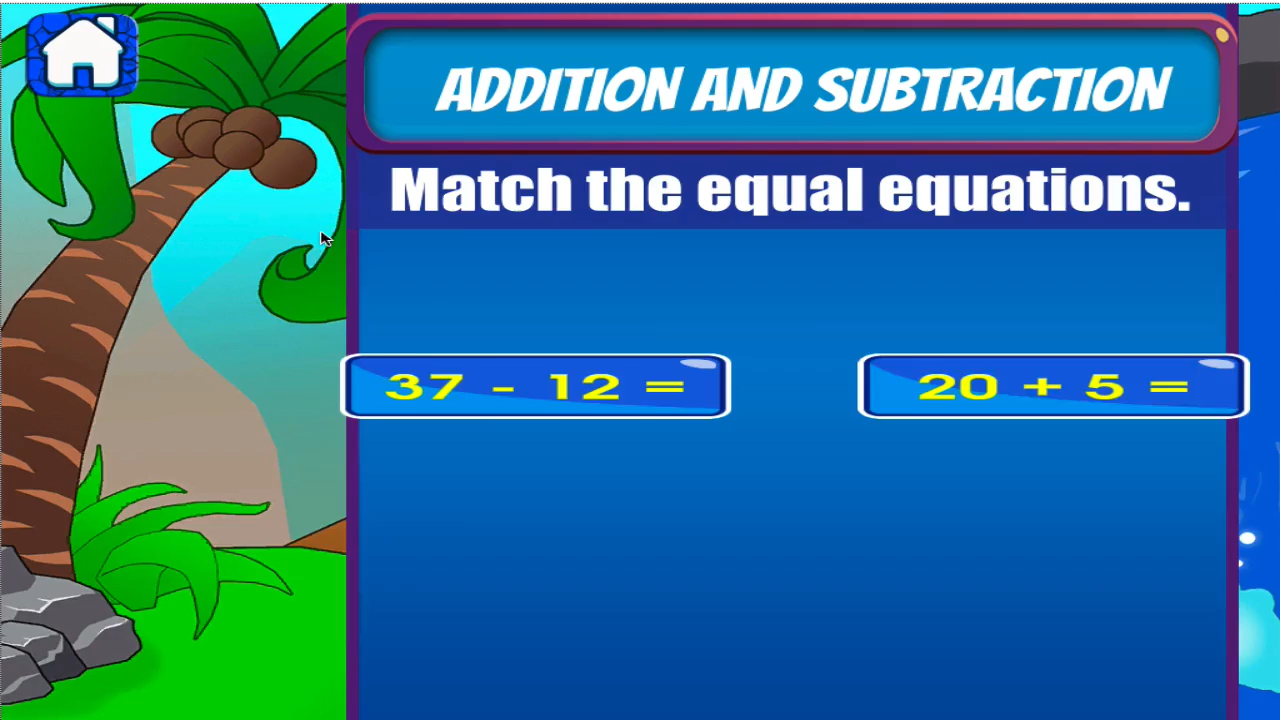 ADDITION AND SUBTRACTION
Match the equal equations.
37 - 12 =
20 + 5 =